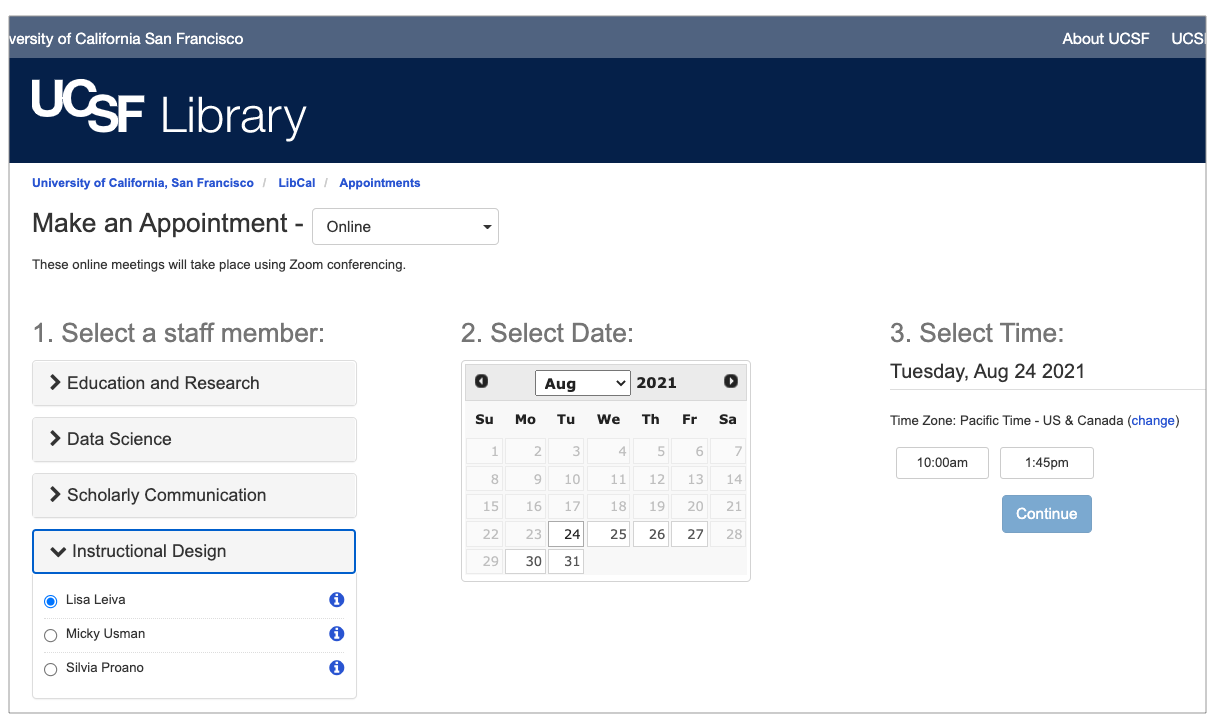 versity of California San Francisco
About UCSF UCSF
UCSF Library
University of California, San Francisco / LibCal / Appointments
Make an Appointment - Online
These online meetings will take place using Zoom conferencing.
1. Select a staff member:
Education and Research
Data Science
Scholarly Communication
Instructional Design
Lisa Leiva
Micky Usman
Silvia Proano
2. Select Date:
Aug 2021
Su Mo Tu We Th Fr Sa
1 2 3 4 5 6 7
8 9 10 11 12 13 14
15 16 17 18 19 20 21
22 23 24 25 26 27 28
29 30 31
3. Select Time:
Tuesday, Aug 24 2021
Time Zone: Pacific Time - US & Canada (change)
10:00am 1:45pm
Continue